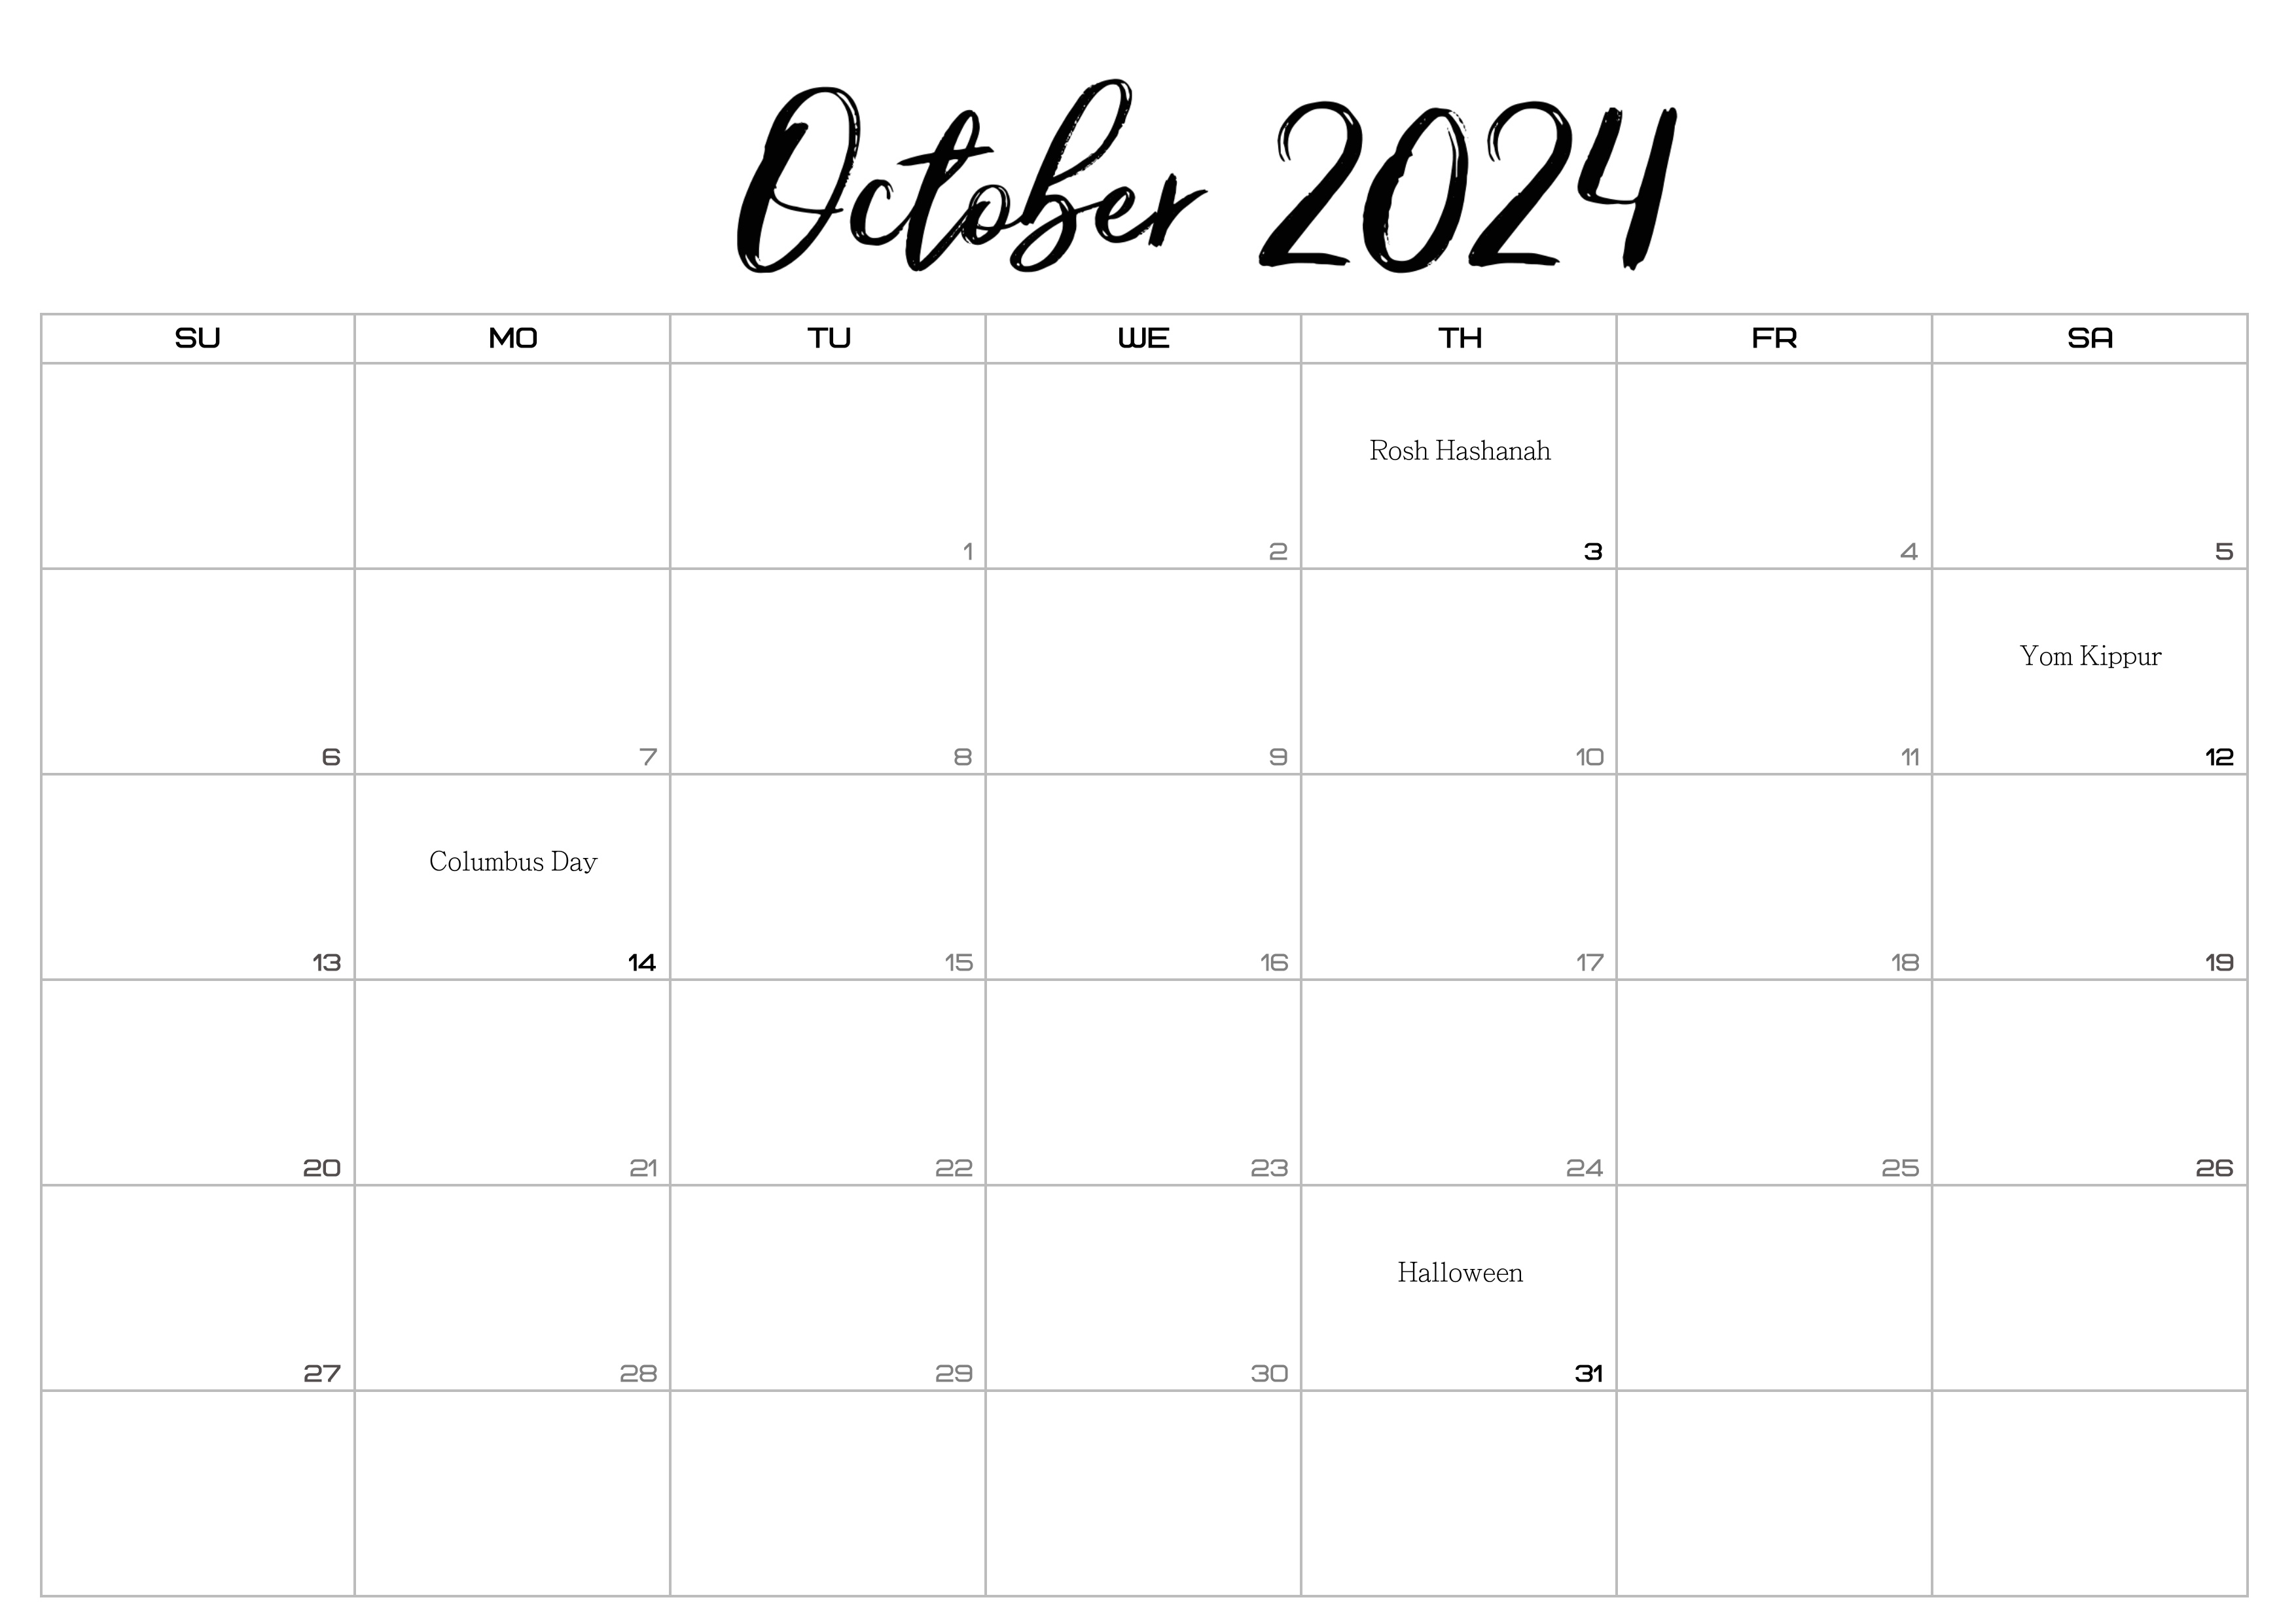 October 2024
SU MO TU WE TH FR SA
Rosh Hashanah
1 2 3 4 5
Yom Kippur
6 7 8 9 10 11 12
Columbus Day
13 14 15 16 17 18 19
20 21 22 23 24 25 26
Halloween
27 28 29 30 31